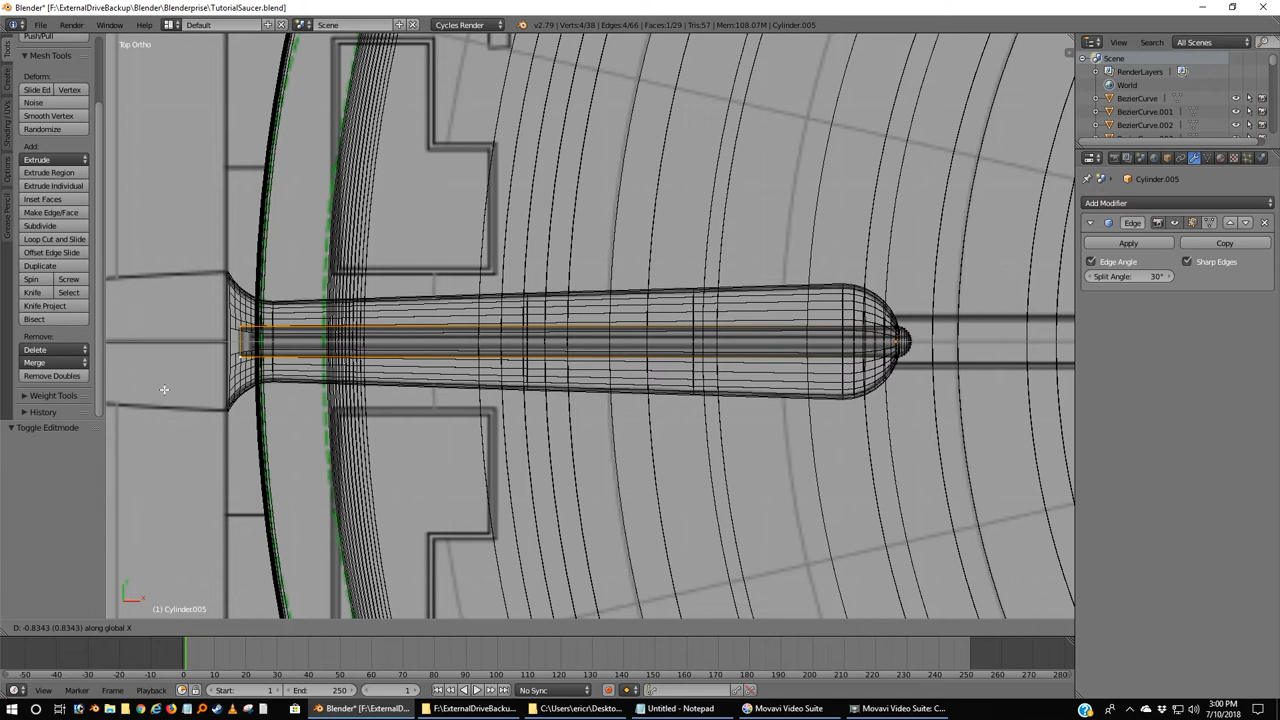 Blender* [F:\ExternalDriveBackup\Blender\Blenderprise\TutorialSaucer.blend]
File Render Window Help Default Scene Cycles Render v2.79 | Verts:4/38 | Edges:4/66 | Faces:1/29 | Tris:57 | Mem:108.07M | Cylinder.005
Push/Pull
Mesh Tools
Deform:
Slide Ed Vertex
Noise
Smooth Vertex
Randomize
Add:
Extrude
Extrude Region
Extrude Individual
Inset Faces
Make Edge/Face
Subdivide
Loop Cut and Slide
Offset Edge Slide
Duplicate
Spin Screw
Knife Select
Knife Project
Bisect
Remove:
Delete
Merge
Remove Doubles
Weight Tools
History
Toggle Editmode
Tools
Create
Shading / UVs
Options
Grease Pencil
Top Ortho
(1) Cylinder.005
D: -0.8343 (0.8343) along global X
View Search All Scenes
Scene
RenderLayers
World
BezierCurve
BezierCurve.001
BezierCurve.002
Cylinder.005
Add Modifier
Edge
Apply Copy
Edge Angle Sharp Edges
Split Angle: 30°
-50 -40 -30 -20 -10 0 10 20 30 40 50 60 70 80 90 100 110 120 130 140 150 160 170 180 190 200 210 220 230 240 250 260 270 280
View Marker Frame Playback Start: 1 End: 250 1 No Sync
Blender* [F:\ExternalD... F:\ExternalDriveBacku... C:\Users\ericr\Deskto... Untitled - Notepad Movavi Video Suite Movavi Video Suite: C...
3:00 PM
7/10/2018